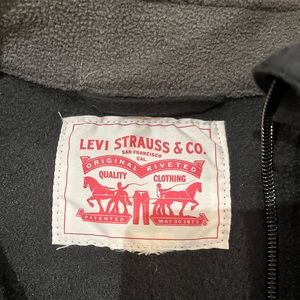 LEVI STRAUSS & CO.
SAN FRANCISCO
CAL.
ORIGINAL RIVETED
QUALITY CLOTHING
PATENTED MAY 20 1873